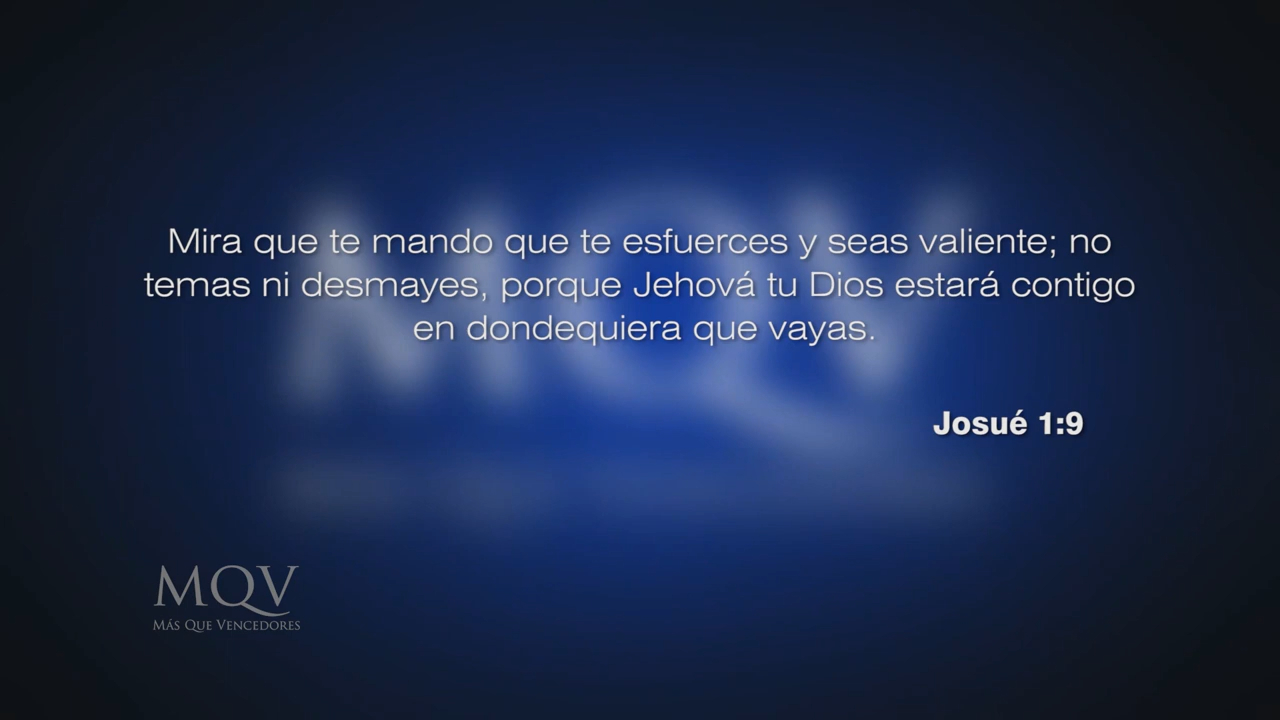 Mira que te mando que te esfuerces y seas valiente; no
temas ni desmayes, porque Jehová tu Dios estará contigo
en dondequiera que vayas.
Josué 1:9
MQV
MÁS QUE VENCEDORES